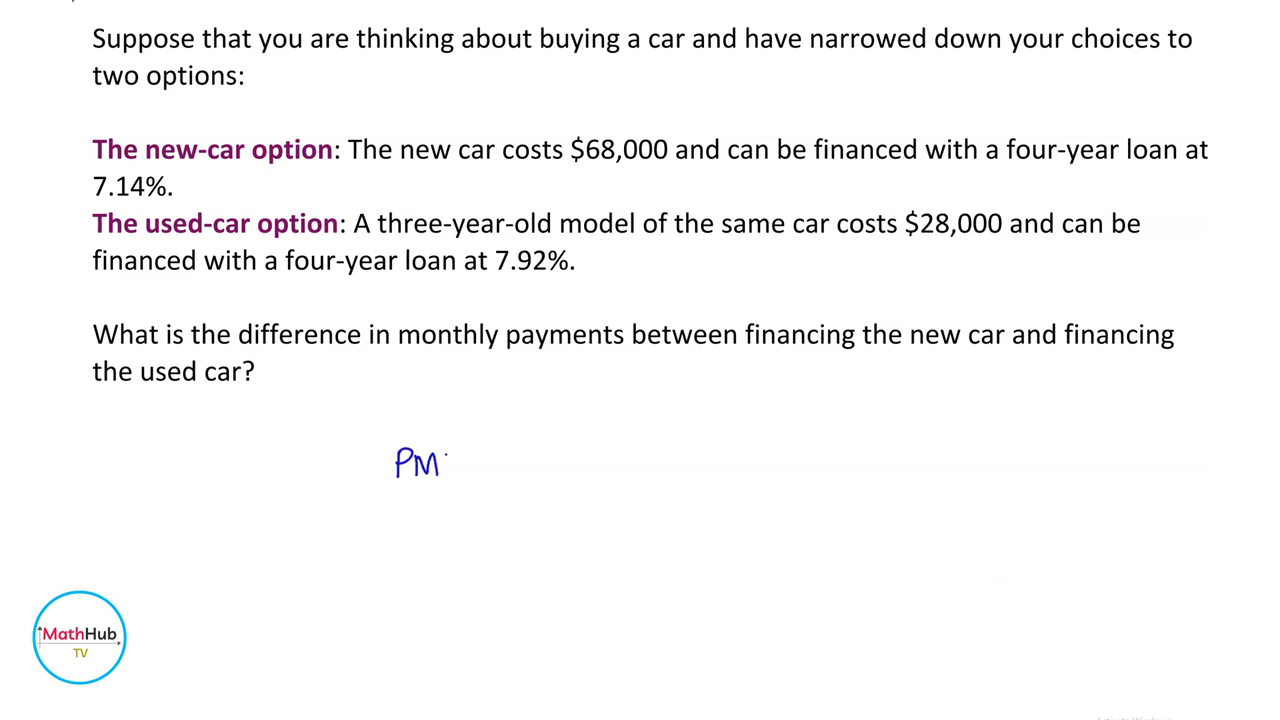 Suppose that you are thinking about buying a car and have narrowed down your choices to
two options:
The new-car option: The new car costs $68,000 and can be financed with a four-year loan at
7.14%.
The used-car option: A three-year-old model of the same car costs $28,000 and can be
financed with a four-year loan at 7.92%.
What is the difference in monthly payments between financing the new car and financing
the used car?
PM
MathHub
TV